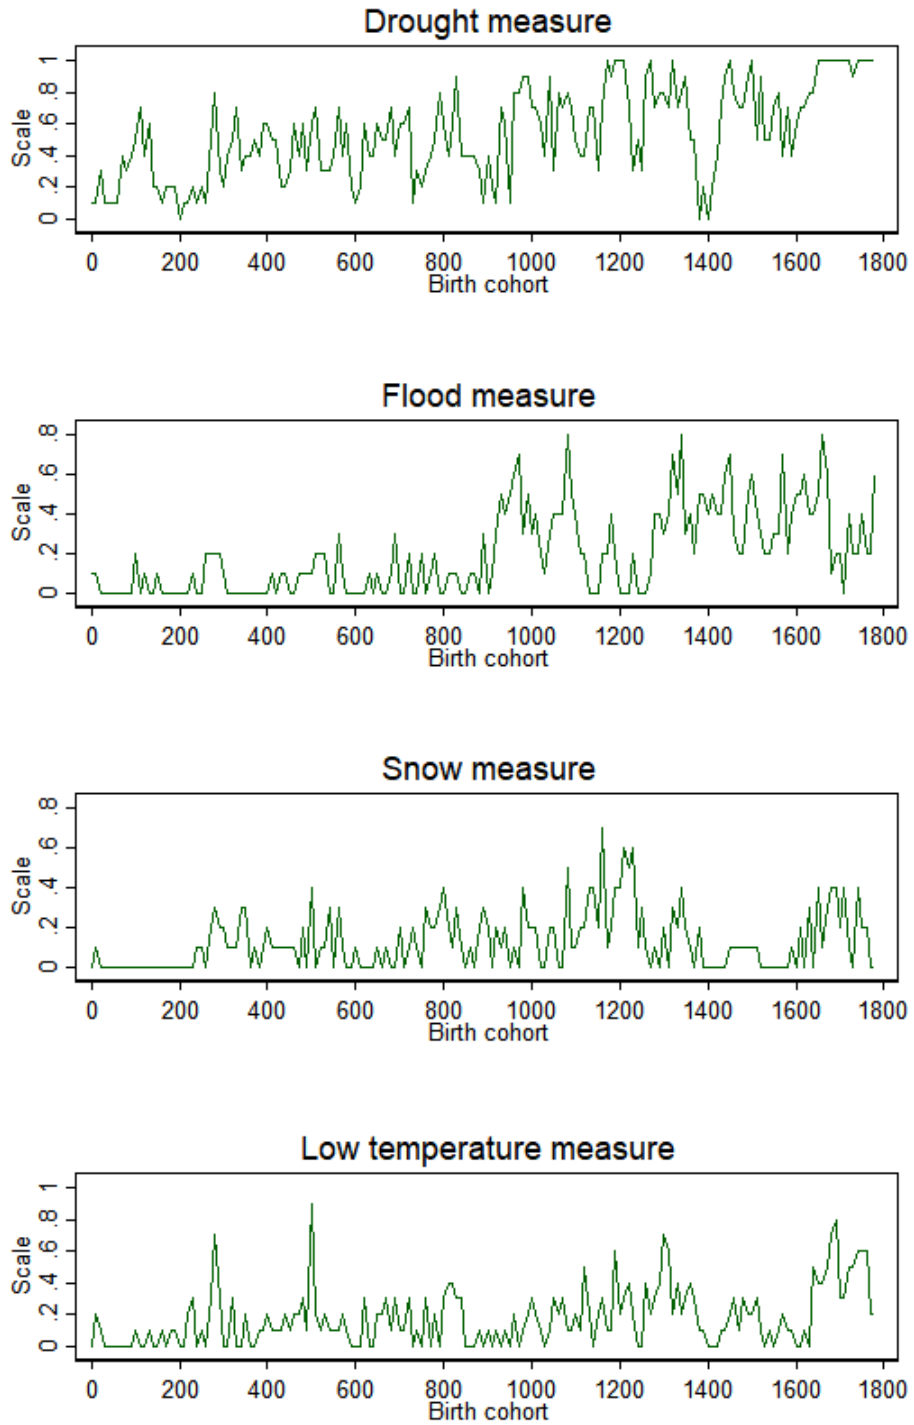 Drought measure
Scale
0 .2 .4 .6 .8 1
0 200 400 600 800 1000 1200 1400 1600 1800
Birth cohort
Flood measure
Scale
0 .2 .4 .6 .8
0 200 400 600 800 1000 1200 1400 1600 1800
Birth cohort
Snow measure
Scale
0 .2 .4 .6 .8
0 200 400 600 800 1000 1200 1400 1600 1800
Birth cohort
Low temperature measure
Scale
0 .2 .4 .6 .8 1
0 200 400 600 800 1000 1200 1400 1600 1800
Birth cohort